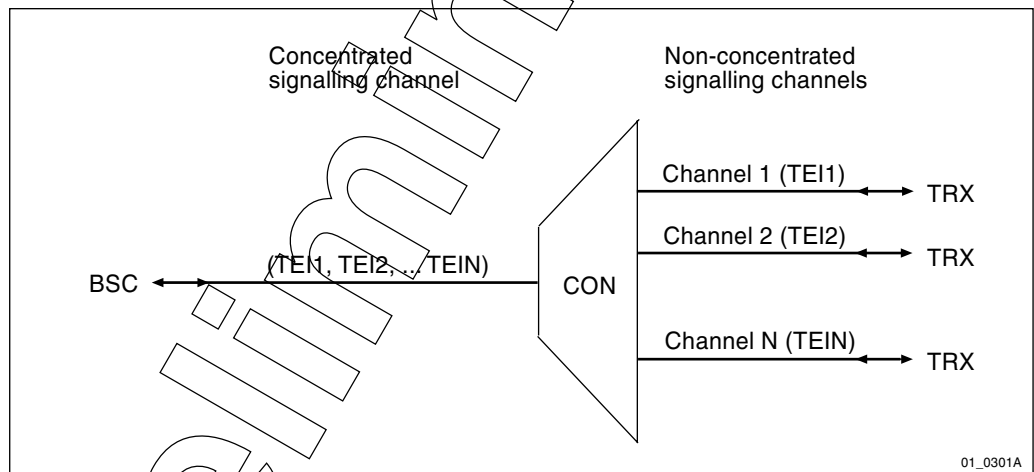 Concentrated
signalling channel
Non-concentrated
signalling channels
Channel 1 (TEI1)
TRX
Channel 2 (TEI2)
TRX
(TEI1, TEI2, ... TEIN)
BSC
CON
Channel N (TEIN)
TRX
01_0301A
elimin